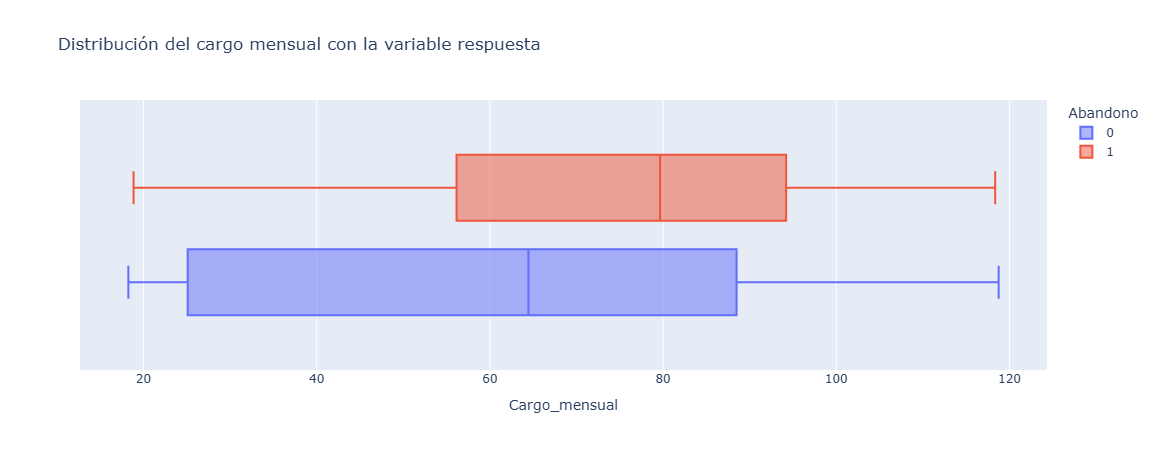 Distribución del cargo mensual con la variable respuesta
Abandono
0
1
20 40 60 80 100 120
Cargo_mensual